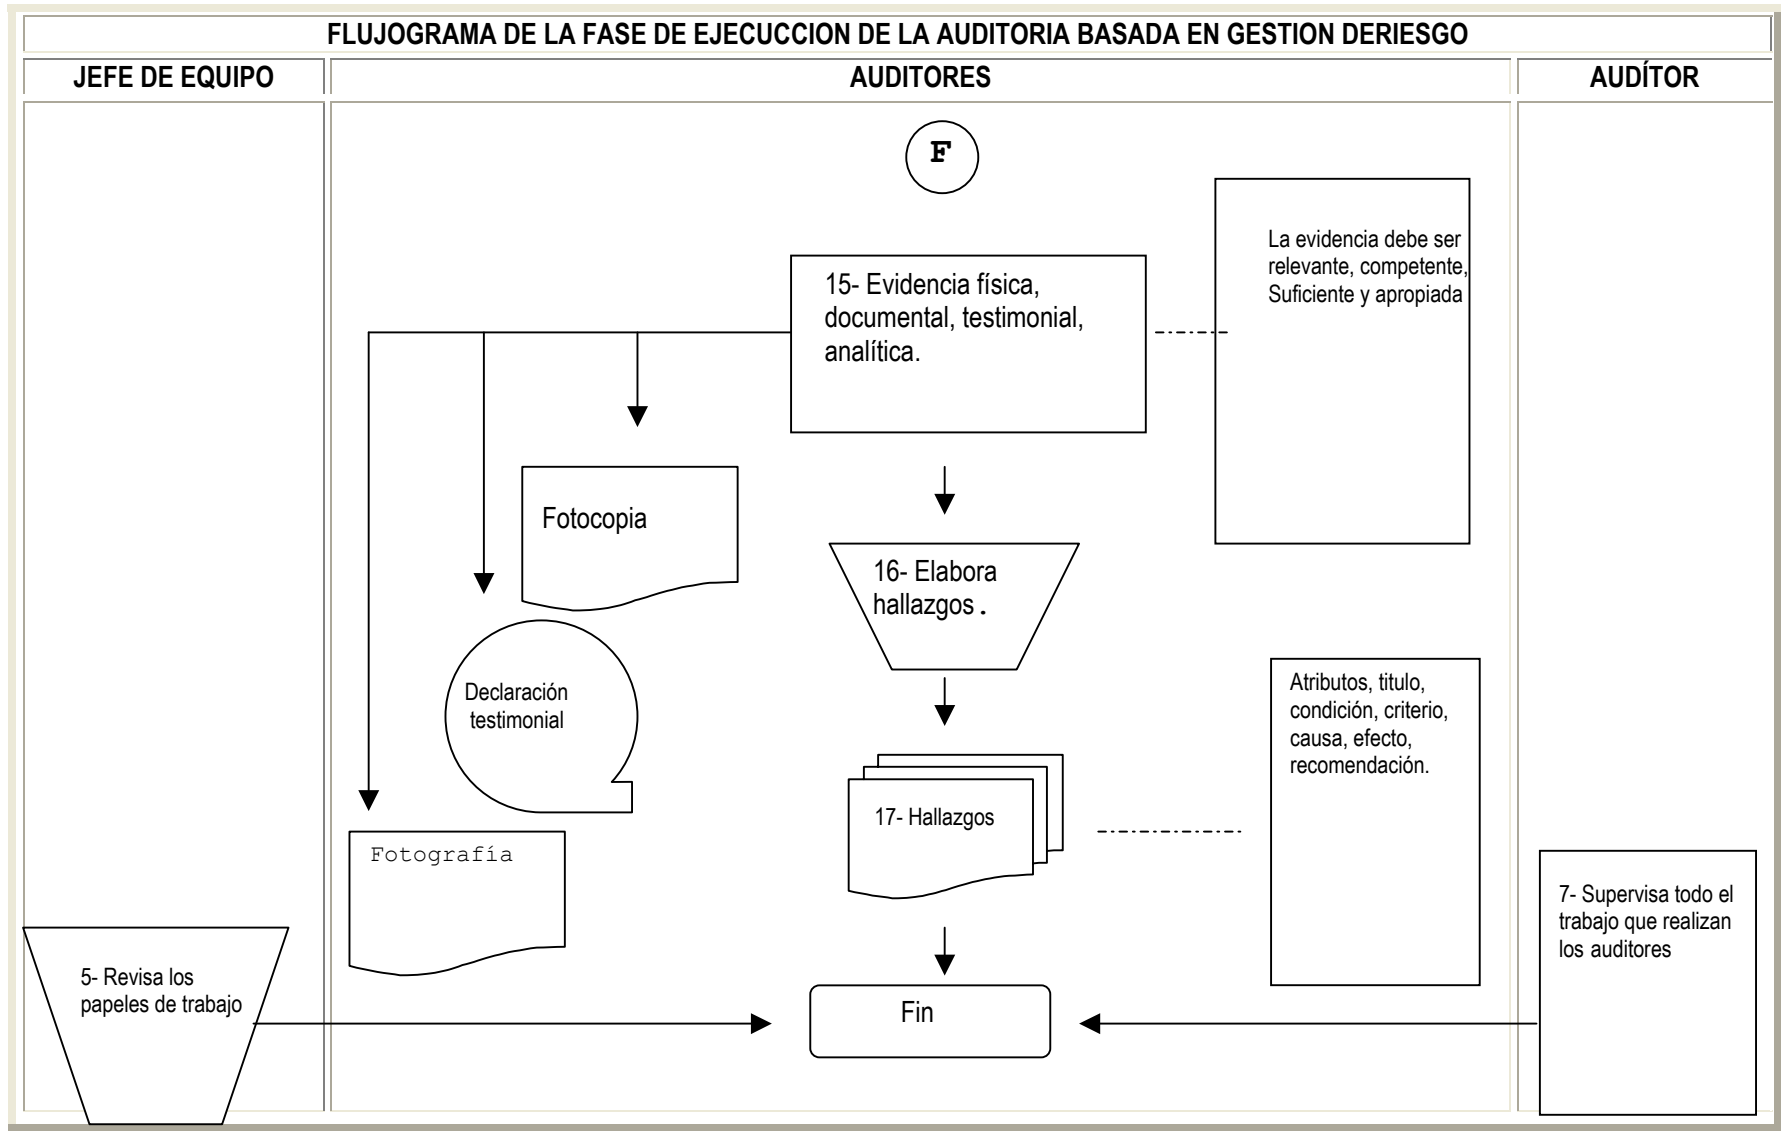 FLUJOGRAMA DE LA FASE DE EJECUCCION DE LA AUDITORIA BASADA EN GESTION DERIESGO
JEFE DE EQUIPO
AUDITORES
AUDÍTOR
F
La evidencia debe ser
relevante, competente,
Suficiente y apropiada
15- Evidencia física,
documental, testimonial,
analítica.
Fotocopia
16- Elabora
hallazgos.
Declaración
testimonial
Atributos, titulo,
condición, criterio,
causa, efecto,
recomendación.
17- Hallazgos
Fotografía
7- Supervisa todo el
trabajo que realizan
los auditores
5- Revisa los
papeles de trabajo
Fin